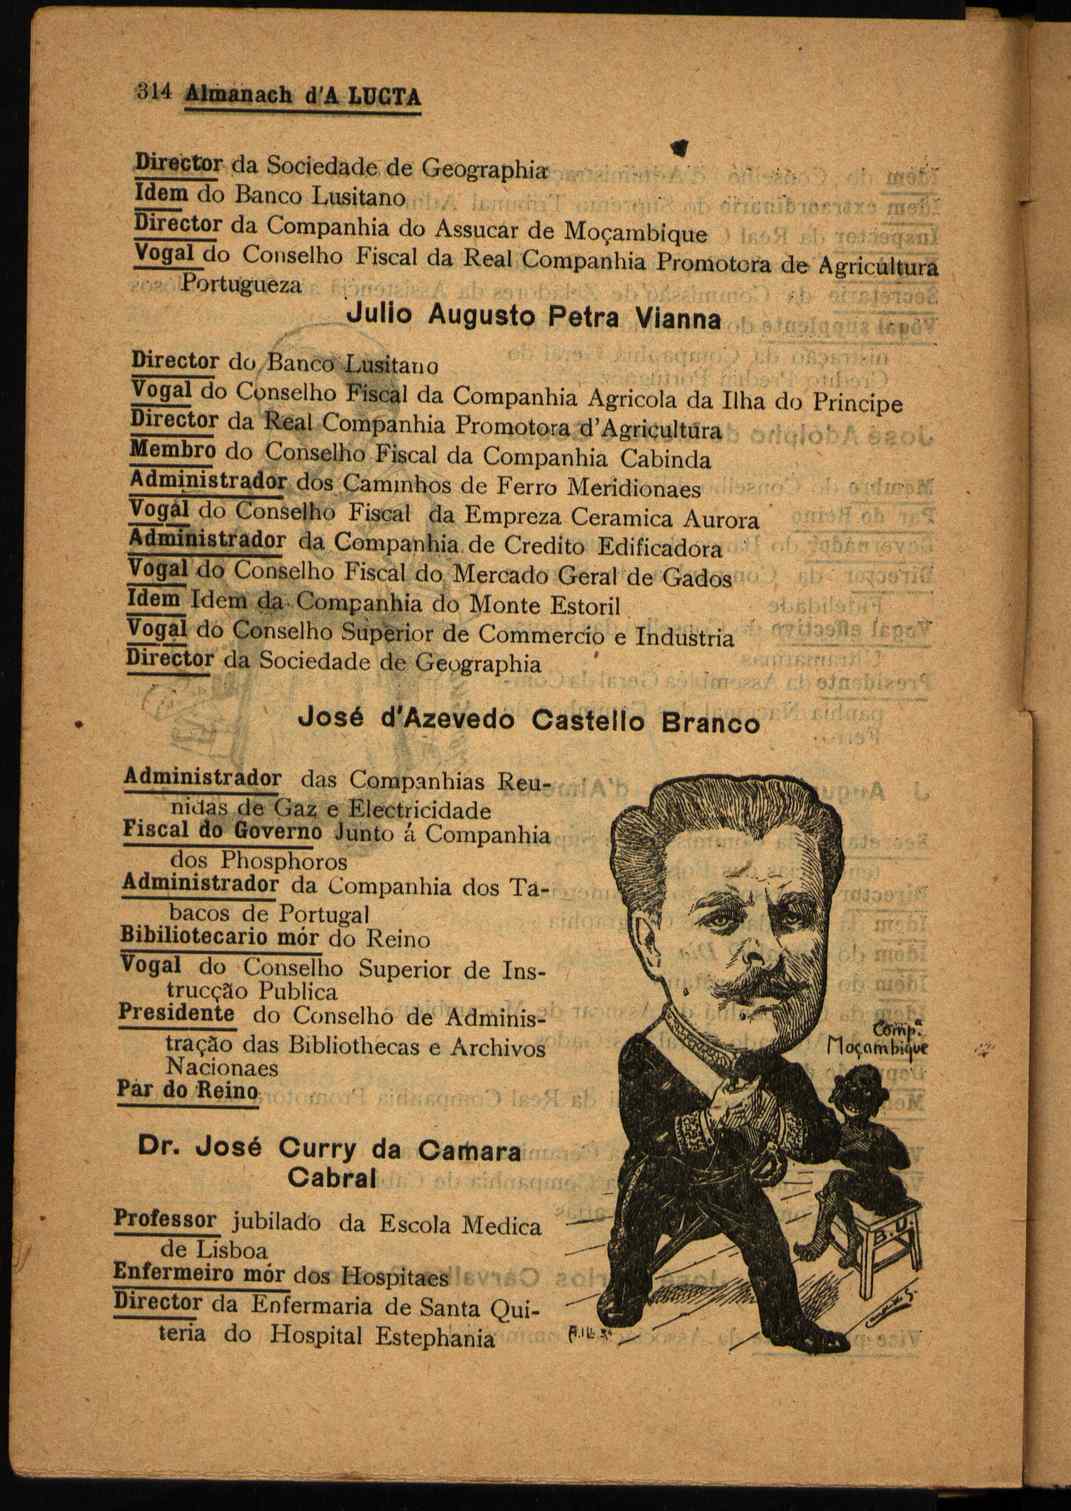 314 Almanach d'A LUCTA
Director da Sociedade de Geographia
Idem do Banco Lusitano
Director da Companhia do Assucar de Moçambique
Vogal do Conselho Fiscal da Real Companhia Promotora de Agricultura
Portugueza
Julio Augusto Petra Vianna
Director do Banco Lusitano
Vogal do Conselho Fiscal da Companhia Agricola da Ilha do Principe
Director da Real Companhia Promotora d'Agricultura
Membro do Conselho Fiscal da Companhia Cabinda
Administrador dos Caminhos de Ferro Meridionaes
Vogal do Conselho Fiscal da Empreza Ceramica Aurora
Administrador da Companhia de Credito Edificadora
Vogal do Conselho Fiscal do Mercado Geral de Gados
Idem Idem da Companhia do Monte Estoril
Vogal do Conselho Superior de Commercio e Industria
Director da Sociedade de Geographia
José d'Azevedo Castello Branco
Administrador das Companhias Reu-
nidas de Gaz e Electricidade
Fiscal do Governo Junto á Companhia
dos Phosphoros
Administrador da Companhia dos Ta-
bacos de Portugal
Bibiliotecario mór do Reino
Vogal do Conselho Superior de Ins-
trucção Publica
Presidente do Conselho de Adminis-
tração das Bibliothecas e Archivos
Nacionaes
Par do Reino
Comp.ª
Moçambique
B.U.
Dr. José Curry da Camara
Cabral
Professor jubilado da Escola Medica
de Lisboa
Enfermeiro mór dos Hospitaes
Director da Enfermaria de Santa Qui-
teria do Hospital Estephania